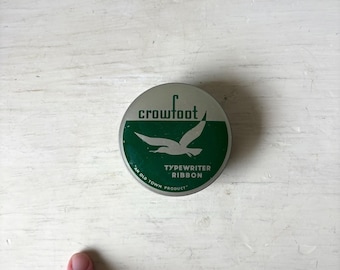 crowfoot
TYPEWRITER
RIBBON
"AN OLD TOWN PRODUCT"